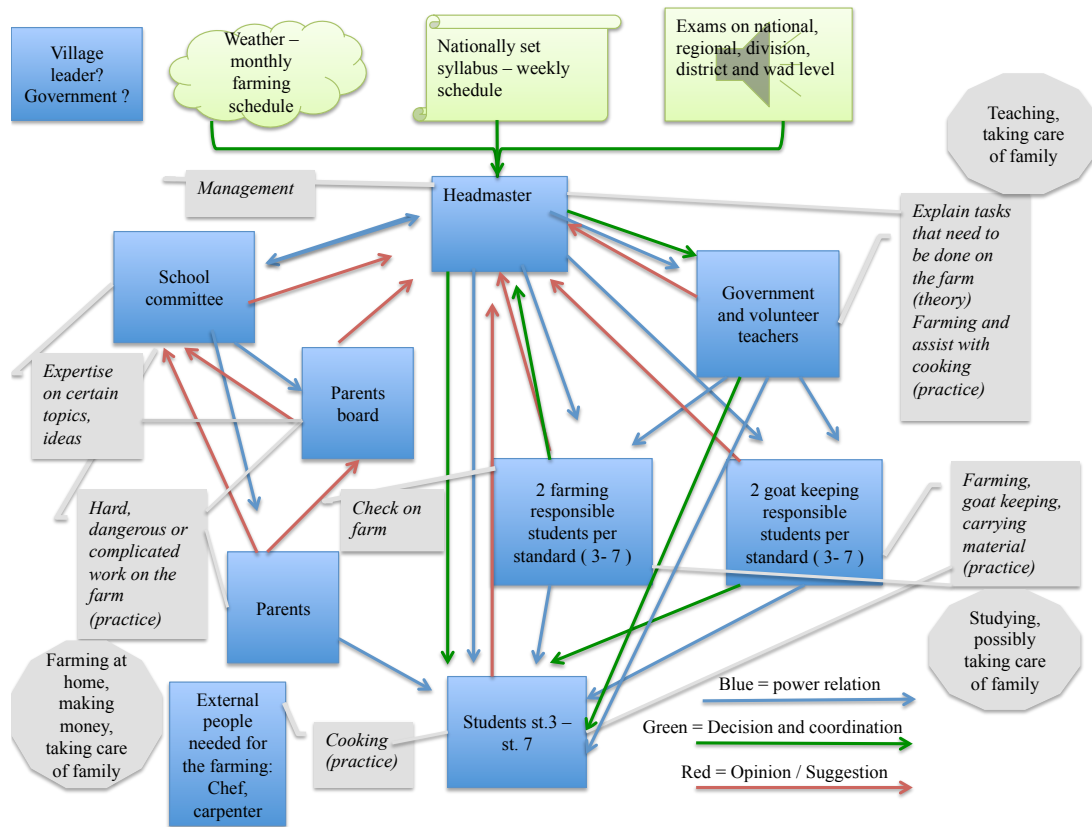 Village
leader?
Government ?
Weather –
monthly
farming
schedule
Nationally set
syllabus – weekly
schedule
Exams on national,
regional, division,
district and wad level
Teaching,
taking care
of family
Management
Headmaster
Explain tasks
that need to
be done on
the farm
(theory)
Farming and
assist with
cooking
(practice)
School
committee
Government
and volunteer
teachers
Expertise
on certain
topics,
ideas
Parents
board
Hard,
dangerous or
complicated
work on the
farm
(practice)
Check on
farm
2 farming
responsible
students per
standard ( 3- 7 )
2 goat keeping
responsible
students per
standard ( 3- 7 )
Farming,
goat keeping,
carrying
material
(practice)
Parents
Studying,
possibly
taking care
of family
Farming at
home,
making
money,
taking care
of family
External
people
needed for
the farming:
Chef,
carpenter
Cooking
(practice)
Students st.3 –
st. 7
Blue = power relation
Green = Decision and coordination
Red = Opinion / Suggestion